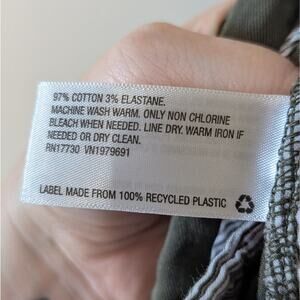 97% COTTON 3% ELASTANE.
MACHINE WASH WARM. ONLY NON CHLORINE
BLEACH WHEN NEEDED. LINE DRY. WARM IRON IF
NEEDED OR DRY CLEAN.
RN17730 VN1979691
LABEL MADE FROM 100% RECYCLED PLASTIC